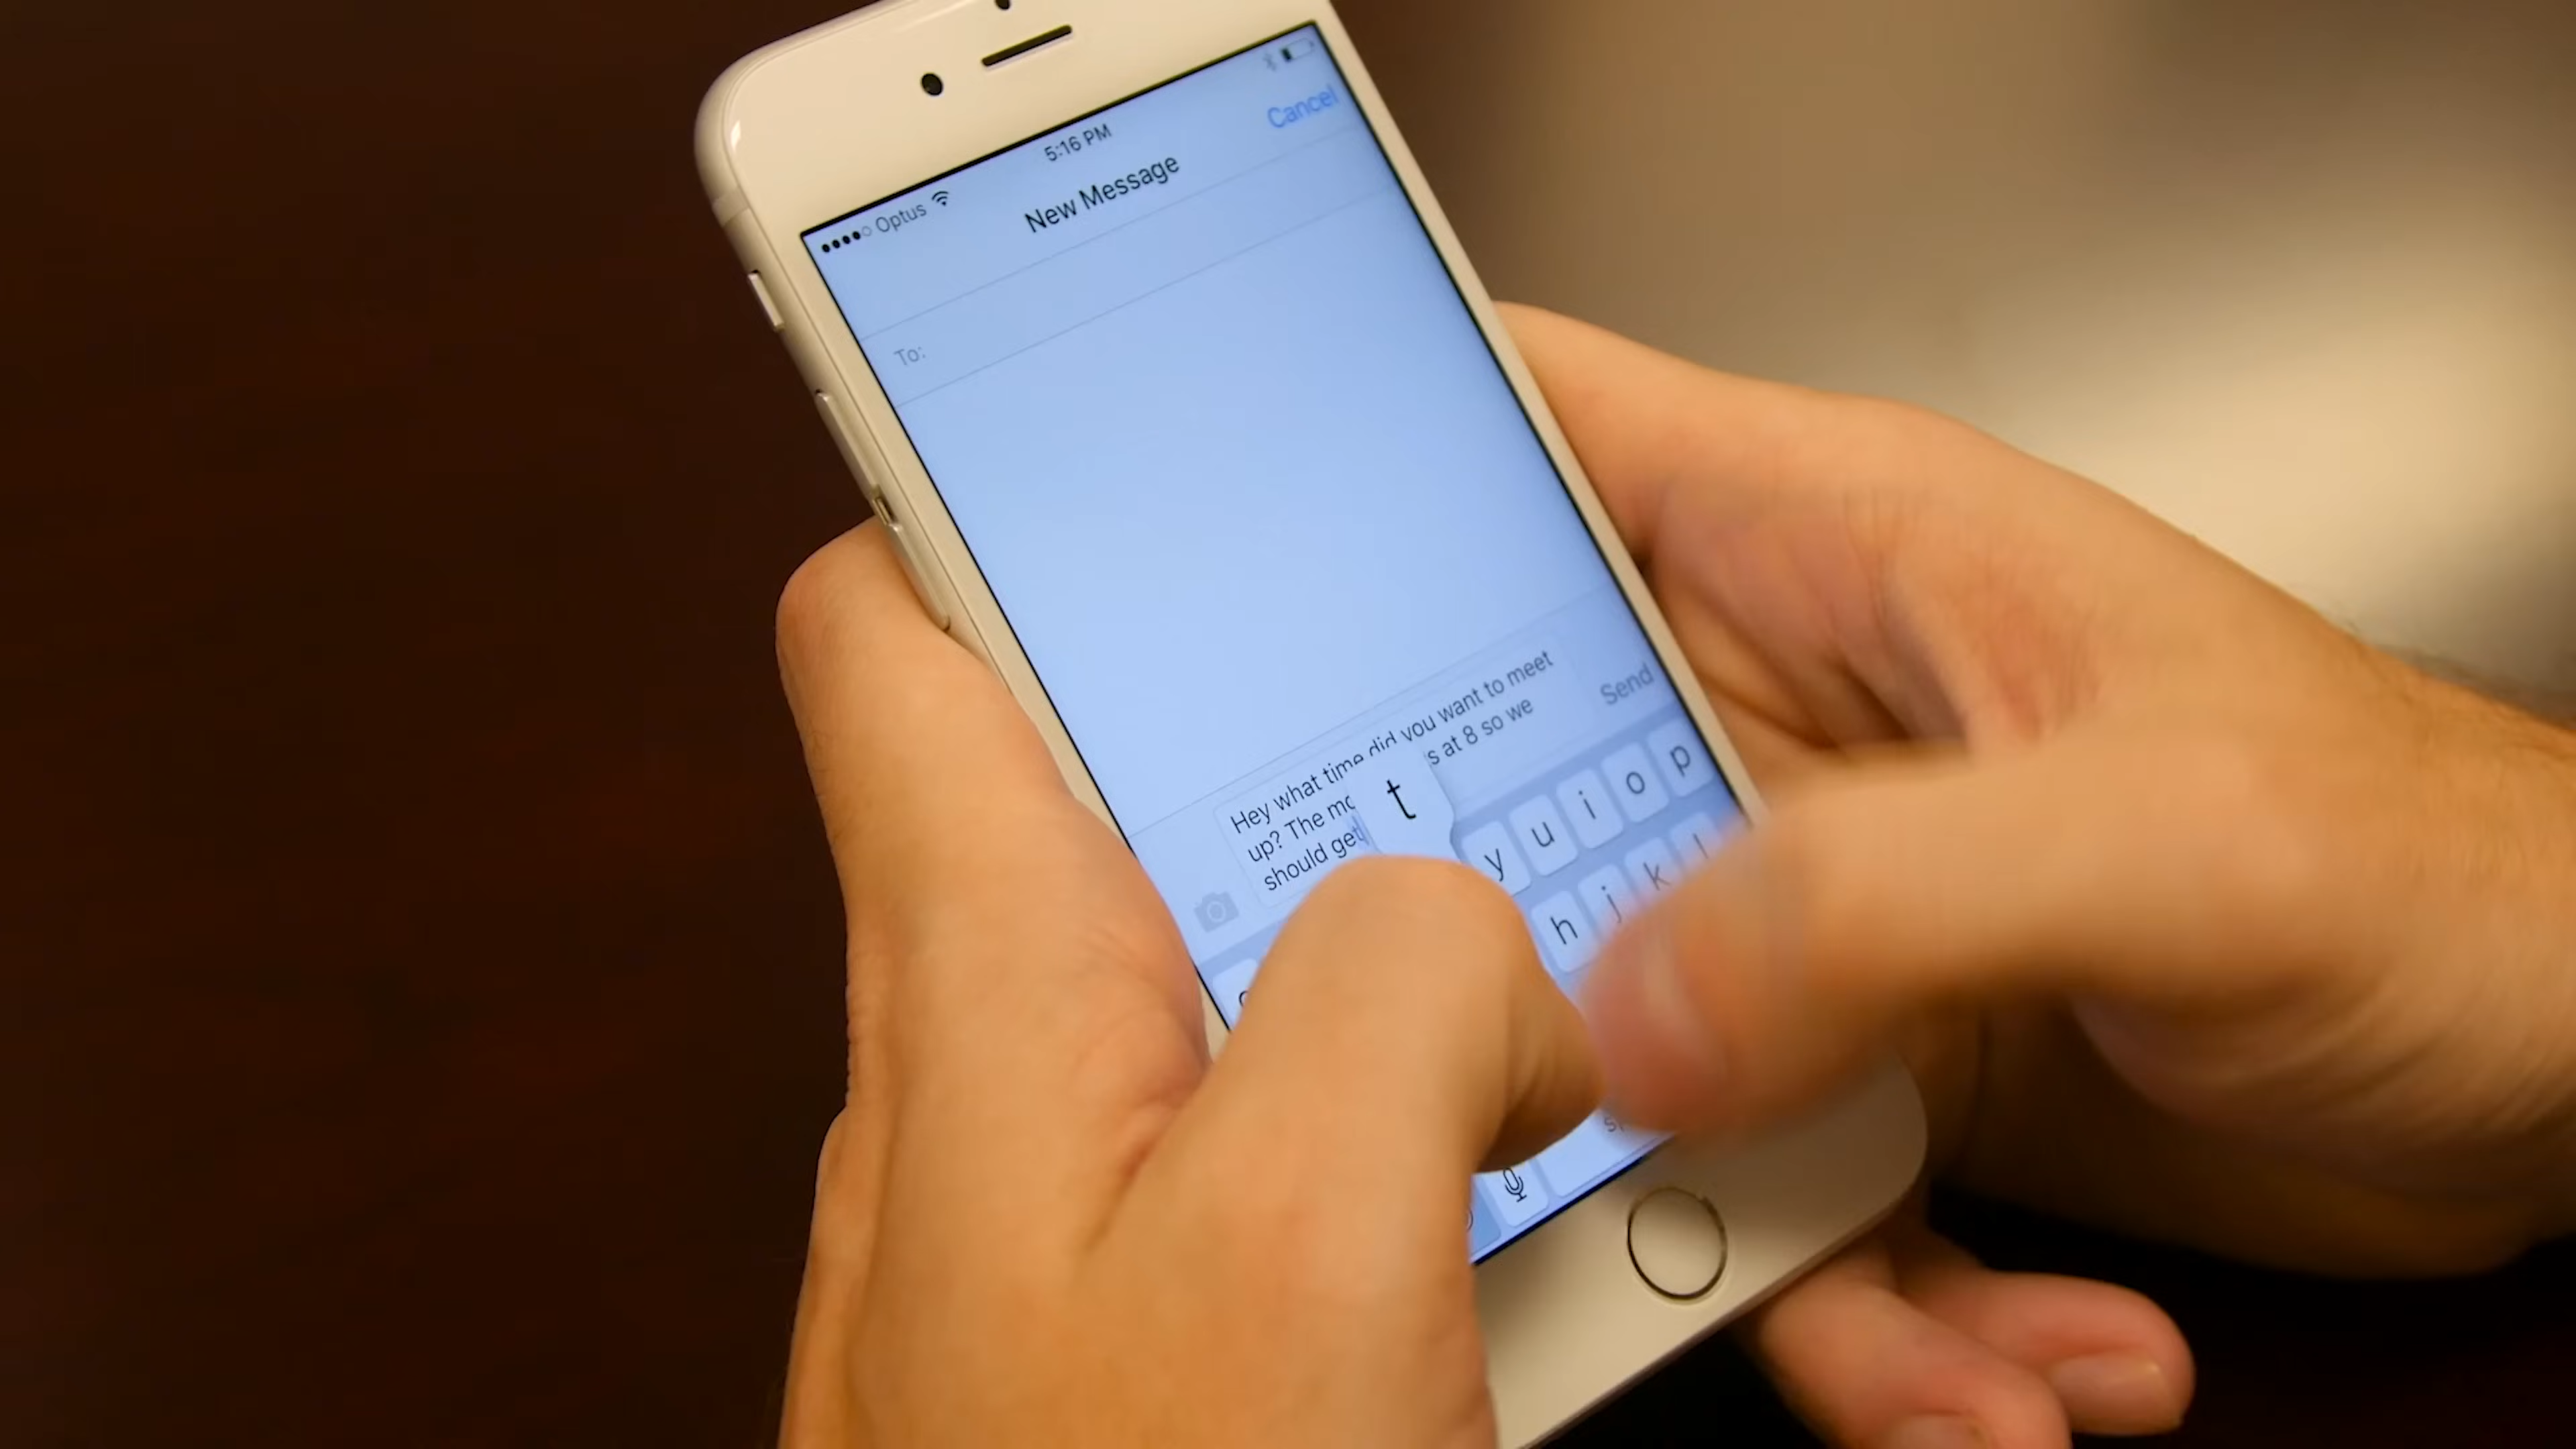 Optus
5:16 PM
Cancel
New Message
To:
Hey what time did you want to meet
up? The s at 8 so we
should get
Send
t
y u i o p
h j k l